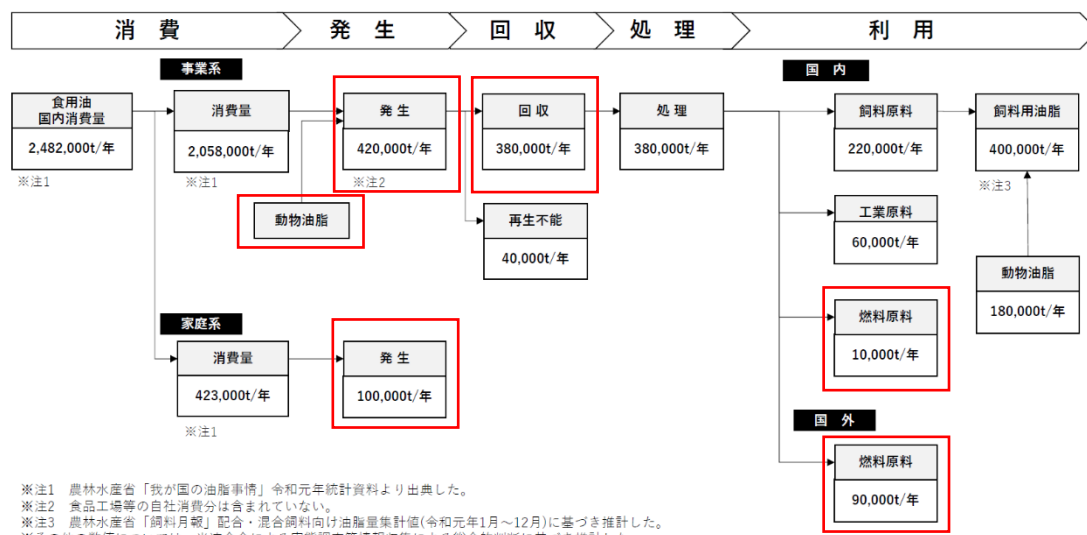 消 費
発 生
回 収
処 理
利 用
事業系
国 内
食用油
国内消費量
2,482,000t/年
※注1
消費量
2,058,000t/年
※注1
発 生
420,000t/年
※注2
動物油脂
回 収
380,000t/年
再生不能
40,000t/年
処 理
380,000t/年
飼料原料
220,000t/年
飼料用油脂
400,000t/年
※注3
工業原料
60,000t/年
動物油脂
180,000t/年
燃料原料
10,000t/年
家庭系
消費量
423,000t/年
※注1
発 生
100,000t/年
国 外
燃料原料
90,000t/年
※注1 農林水産省「我が国の油脂事情」令和元年統計資料より出典した。
※注2 食品工場等の自社消費分は含まれていない。
※注3 農林水産省「飼料月報」配合・混合飼料向け油脂量集計値(令和元年1月～12月)に基づき推計した。